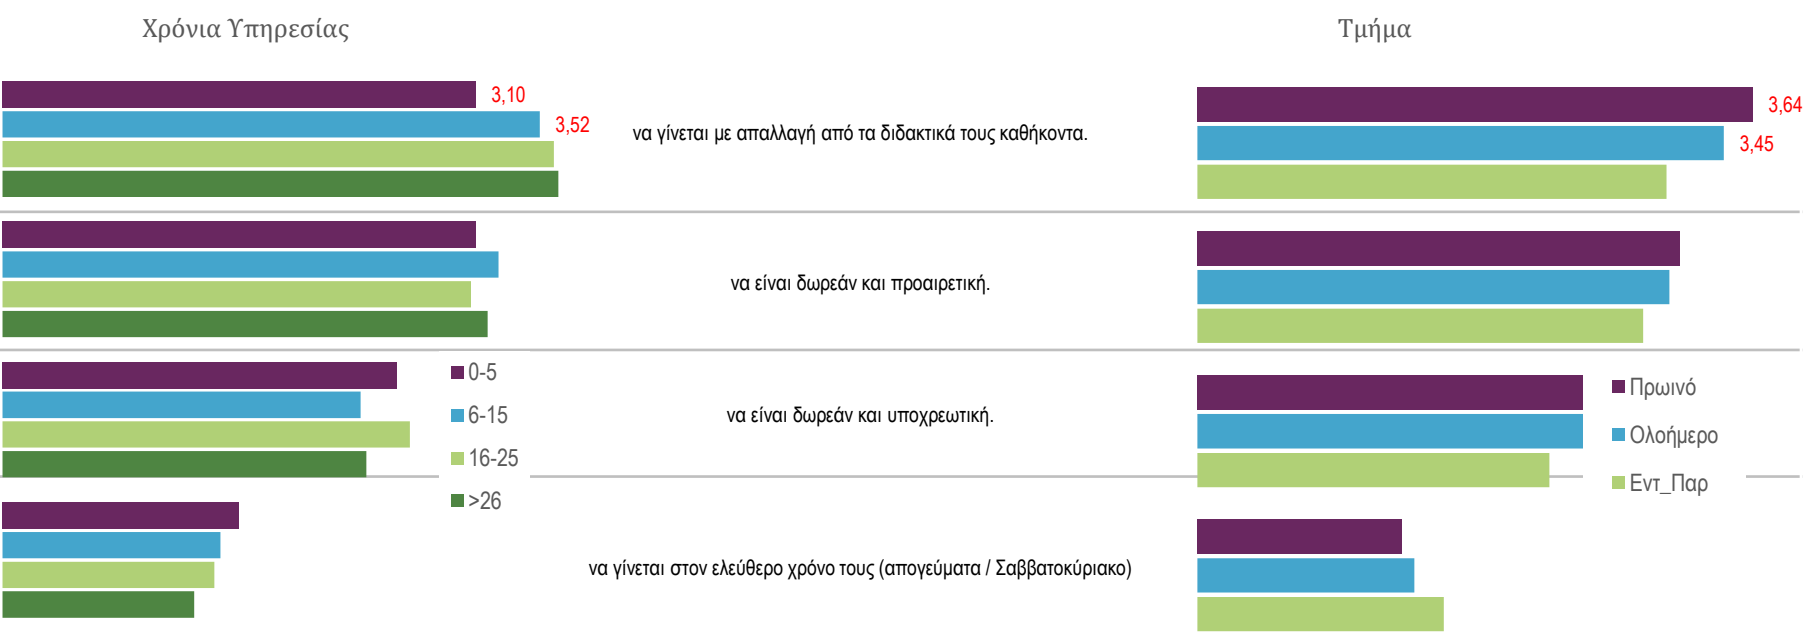 Χρόνια Υπηρεσίας
Τμήμα
3,10
3,52
να γίνεται με απαλλαγή από τα διδακτικά τους καθήκοντα.
3,64
3,45
να είναι δωρεάν και προαιρετική.
0-5
6-15
16-25
>26
να είναι δωρεάν και υποχρεωτική.
Πρωινό
Ολοήμερο
Εντ_Παρ
να γίνεται στον ελεύθερο χρόνο τους (απογεύματα / Σαββατοκύριακο)